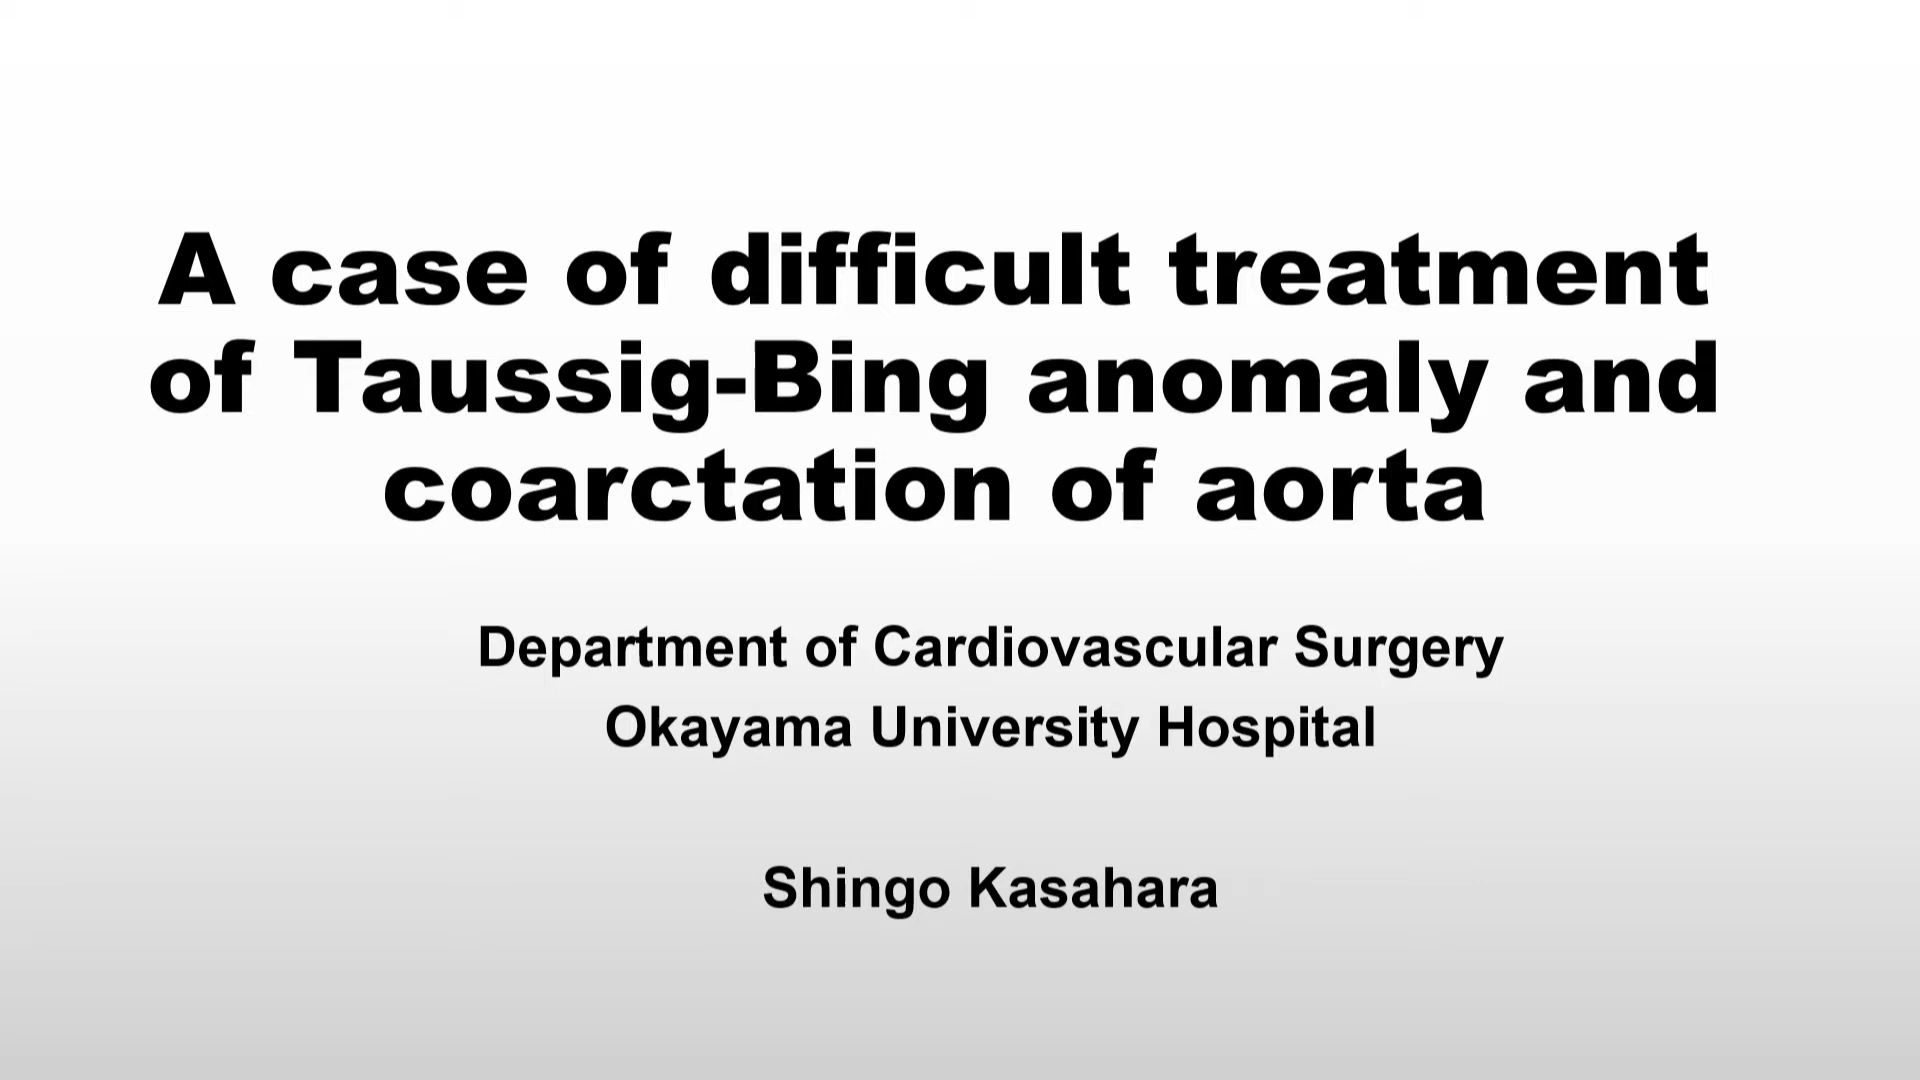 A case of difficult treatment
of Taussig-Bing anomaly and
coarctation of aorta
Department of Cardiovascular Surgery
Okayama University Hospital
Shingo Kasahara